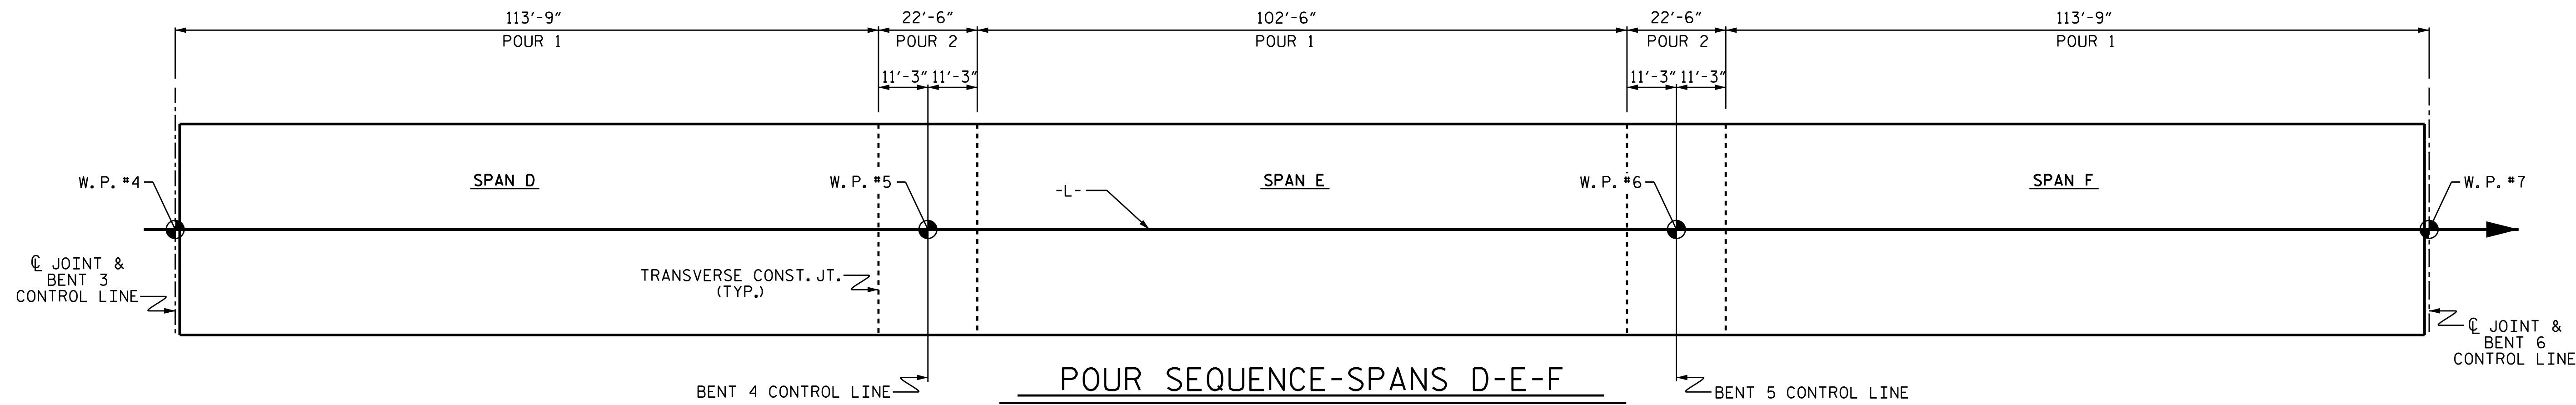 113'-9" 22'-6" 102'-6" 22'-6" 113'-9"
POUR 1 POUR 2 POUR 1 POUR 2 POUR 1
11'-3" 11'-3" 11'-3" 11'-3"
SPAN D SPAN E SPAN F
W.P. #4 W.P. #5 -L- W.P. #6 W.P. #7
℄ JOINT &
BENT 3
CONTROL LINE
TRANSVERSE CONST. JT.
(TYP.)
℄ JOINT &
BENT 6
CONTROL LINE
BENT 4 CONTROL LINE
BENT 5 CONTROL LINE
POUR SEQUENCE-SPANS D-E-F